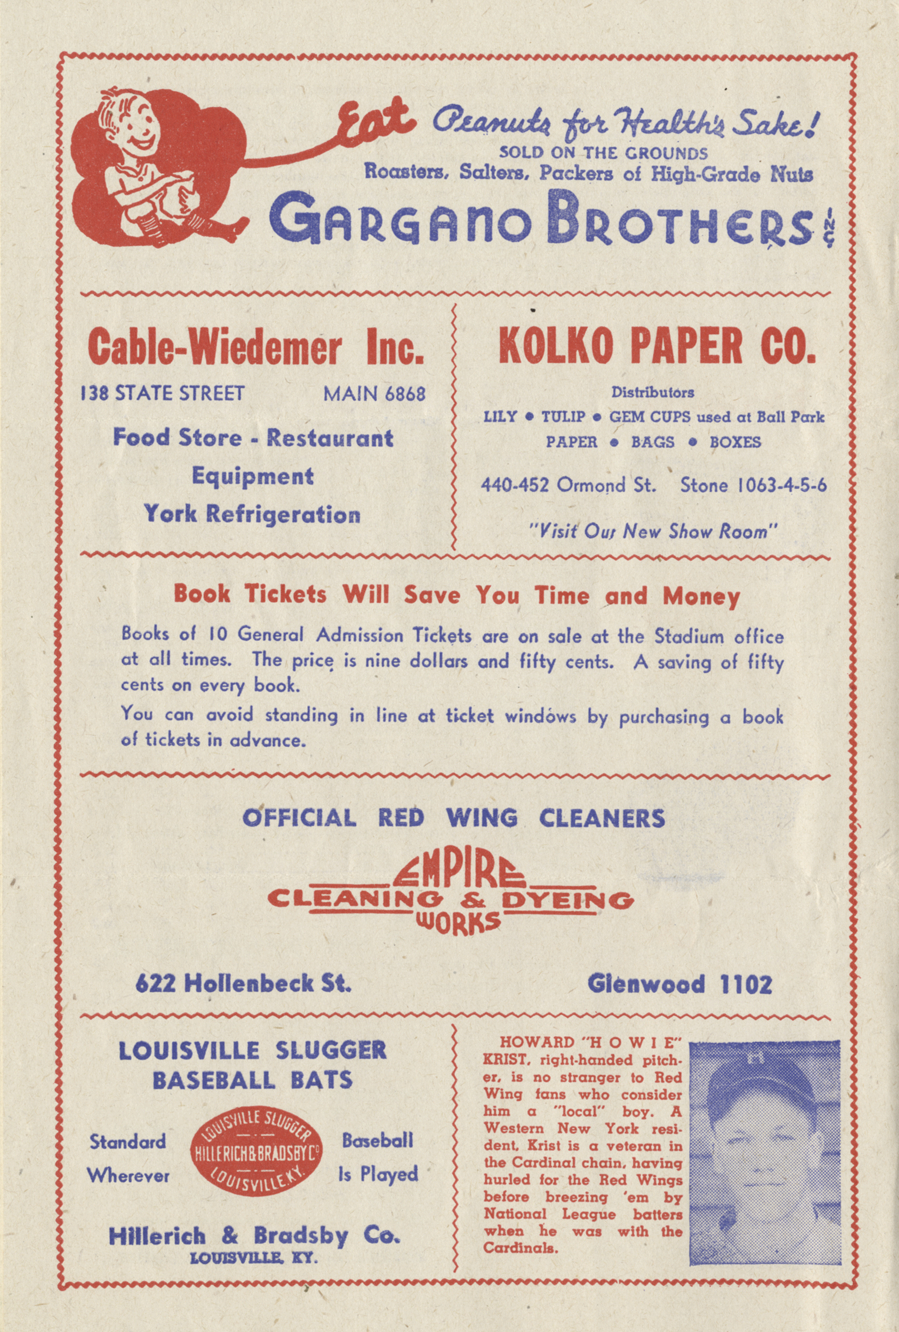 Eat Peanuts for Health's Sake!
SOLD ON THE GROUNDS
Roasters, Salters, Packers of High-Grade Nuts
GARGANO BROTHERS INC
Cable-Wiedemer Inc.
138 STATE STREET MAIN 6868
Food Store - Restaurant
Equipment
York Refrigeration
KOLKO PAPER CO.
Distributors
LILY • TULIP • GEM CUPS used at Ball Park
PAPER • BAGS • BOXES
440-452 Ormond St. Stone 1063-4-5-6
"Visit Our New Show Room"
Book Tickets Will Save You Time and Money
Books of 10 General Admission Tickets are on sale at the Stadium office
at all times. The price is nine dollars and fifty cents. A saving of fifty
cents on every book.
You can avoid standing in line at ticket windows by purchasing a book
of tickets in advance.
OFFICIAL RED WING CLEANERS
EMPIRE
CLEANING & DYEING
WORKS
622 Hollenbeck St. Glenwood 1102
LOUISVILLE SLUGGER
BASEBALL BATS
Standard
Wherever
LOUISVILLE SLUGGER
HILLERICH & BRADSBY Co
LOUISVILLE, KY.
Baseball
Is Played
Hillerich & Bradsby Co.
LOUISVILLE, KY.
HOWARD "H O W I E"
KRIST, right-handed pitch-
er, is no stranger to Red
Wing fans who consider
him a "local" boy. A
Western New York resi-
dent, Krist is a veteran in
the Cardinal chain, having
hurled for the Red Wings
before breezing 'em by
National League batters
when he was with the
Cardinals.
H